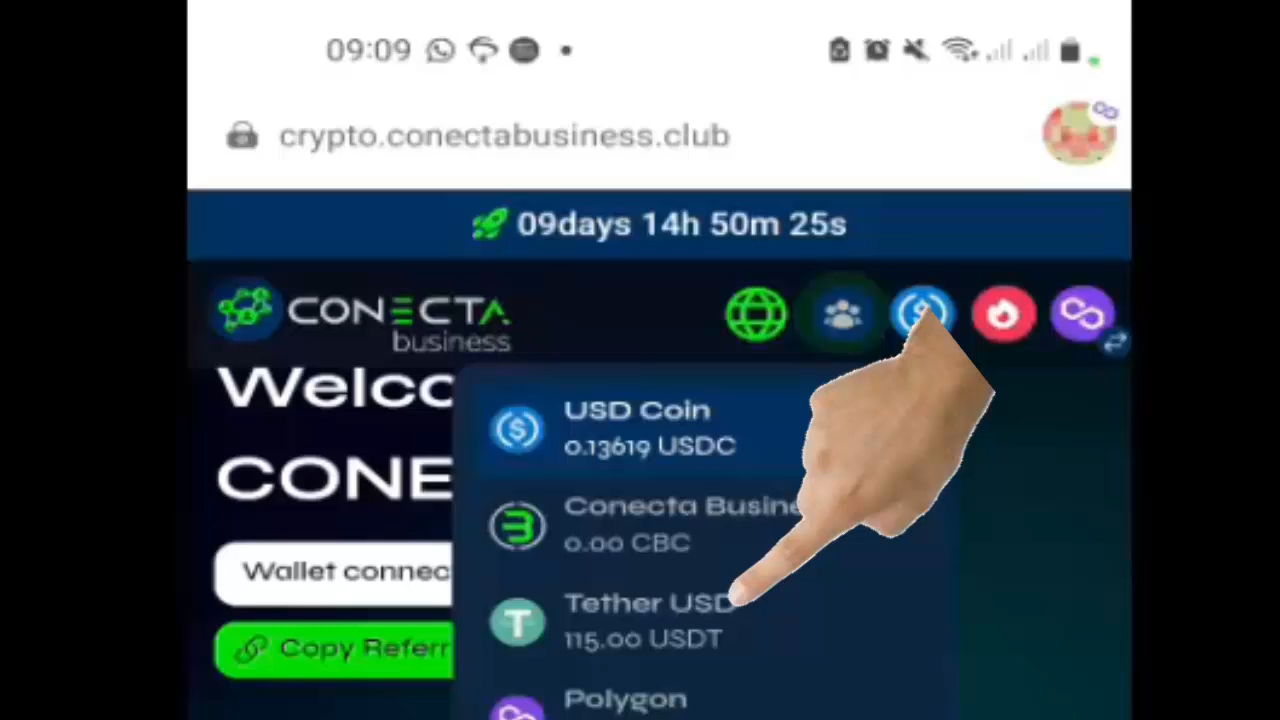 09:09
crypto.conectabusiness.club
09days 14h 50m 25s
CONECTA
business
Welco
CONE
Wallet connec
Copy Referr
USD Coin
0.13619 USDC
Conecta Busine
0.00 CBC
Tether USD
115.00 USDT
Polygon